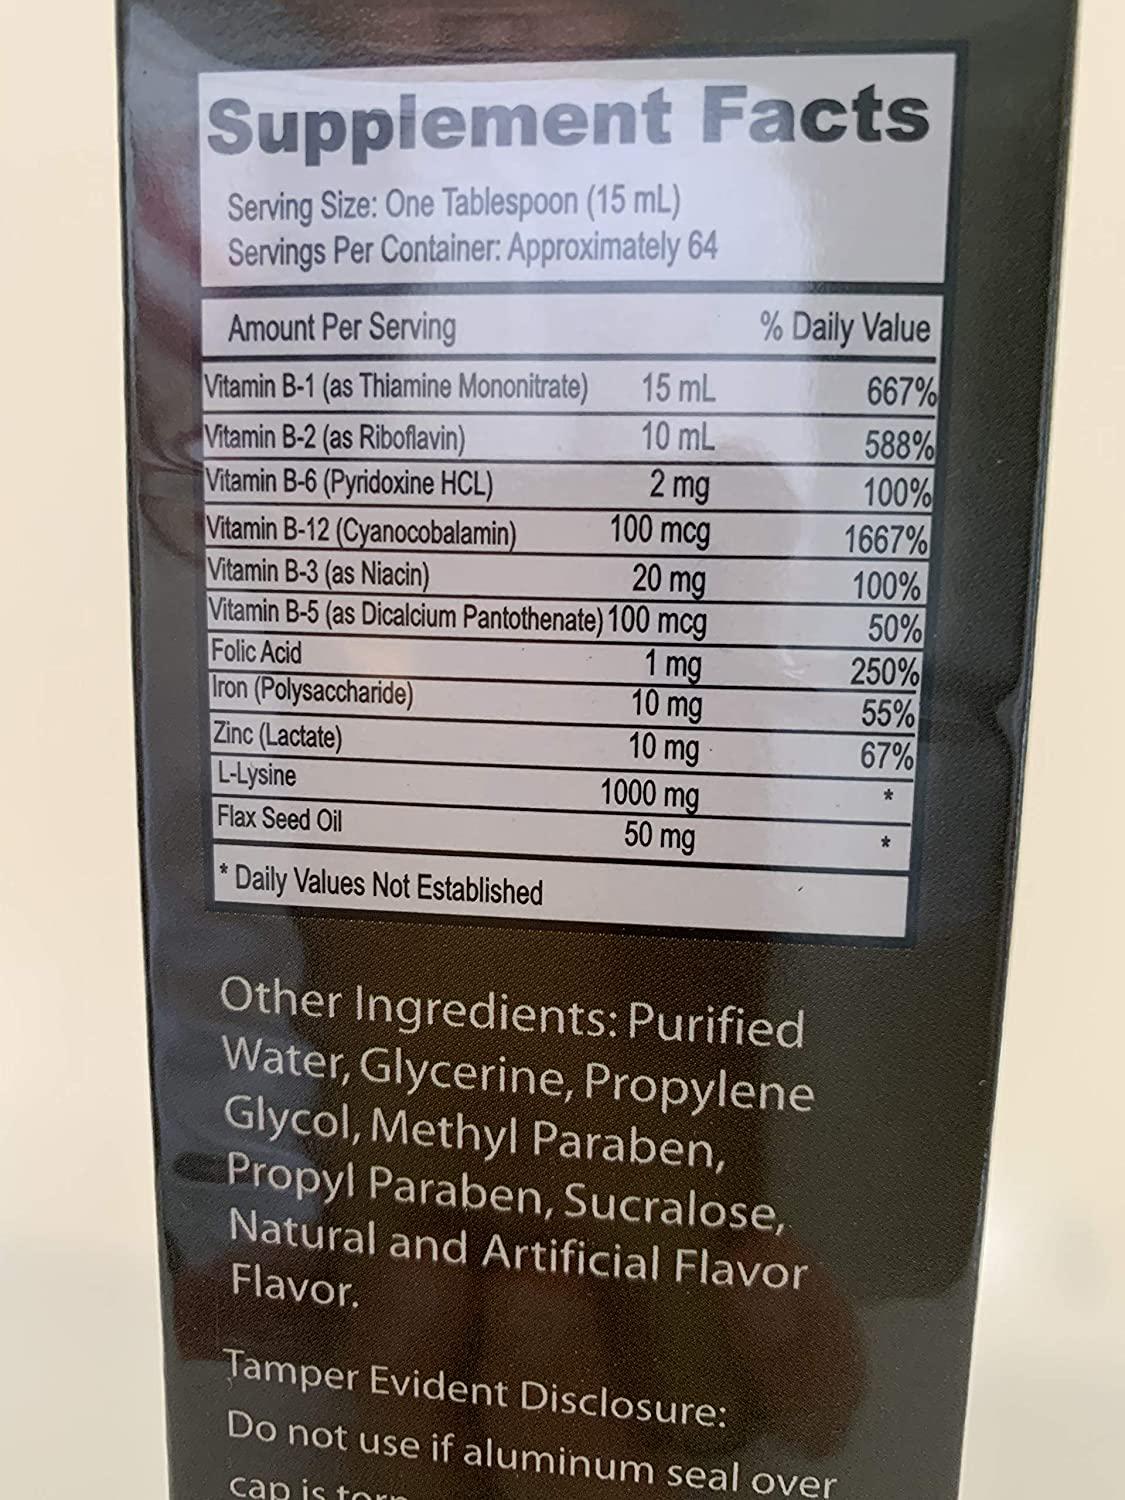 Supplement Facts
Serving Size: One Tablespoon (15 mL)
Servings Per Container: Approximately 64
Amount Per Serving % Daily Value
Vitamin B-1 (as Thiamine Mononitrate) 15 mL 667%
Vitamin B-2 (as Riboflavin) 10 mL 588%
Vitamin B-6 (Pyridoxine HCL) 2 mg 100%
Vitamin B-12 (Cyanocobalamin) 100 mcg 1667%
Vitamin B-3 (as Niacin) 20 mg 100%
Vitamin B-5 (as Dicalcium Pantothenate) 100 mcg 50%
Folic Acid 1 mg 250%
Iron (Polysaccharide) 10 mg 55%
Zinc (Lactate) 10 mg 67%
L-Lysine 1000 mg *
Flax Seed Oil 50 mg *
* Daily Values Not Established
Other Ingredients: Purified
Water, Glycerine, Propylene
Glycol, Methyl Paraben,
Propyl Paraben, Sucralose,
Natural and Artificial Flavor
Flavor.
Tamper Evident Disclosure:
Do not use if aluminum seal over
cap is